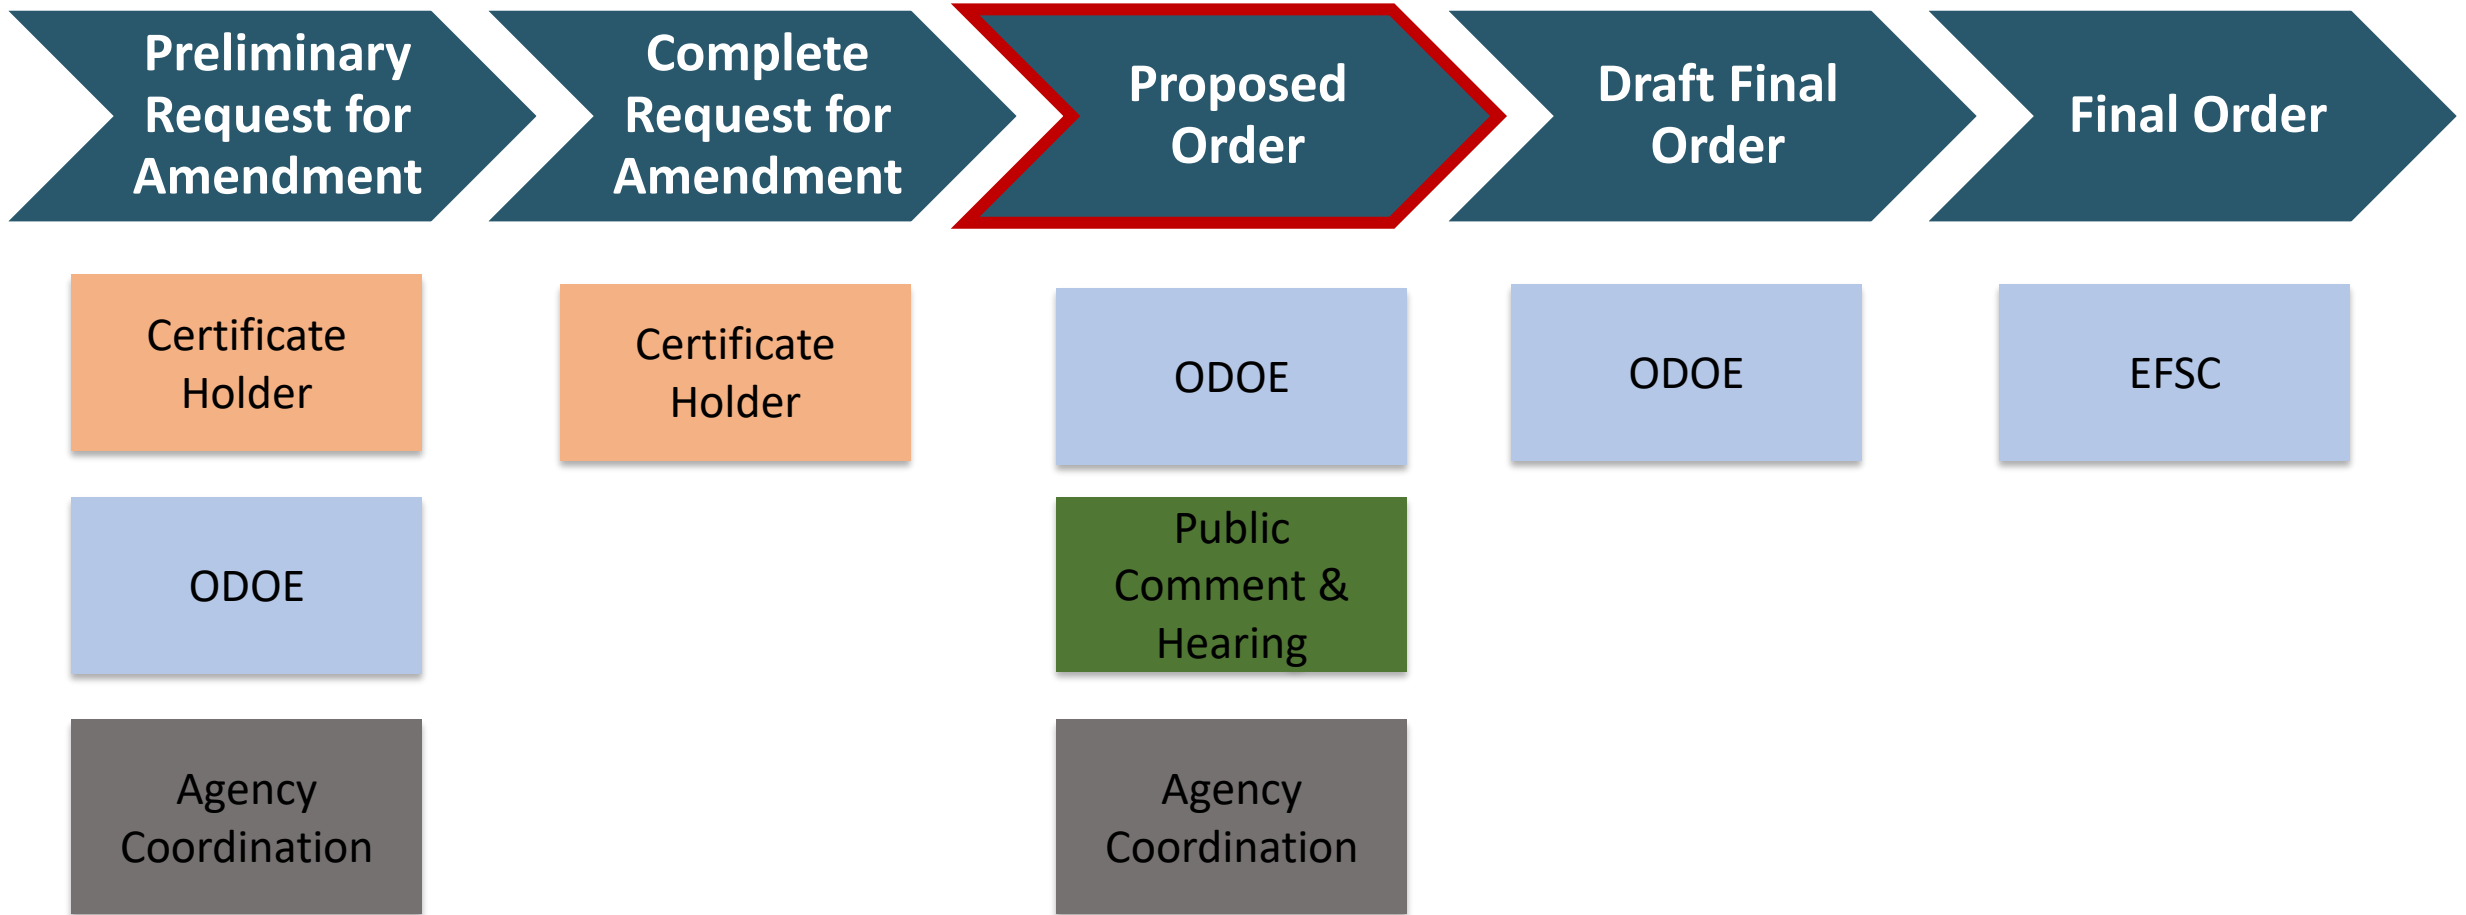 Preliminary
Request for
Amendment
Complete
Request for
Amendment
Proposed
Order
Draft Final
Order
Final Order
Certificate
Holder
Certificate
Holder
ODOE
ODOE
EFSC
ODOE
Public
Comment &
Hearing
Agency
Coordination
Agency
Coordination